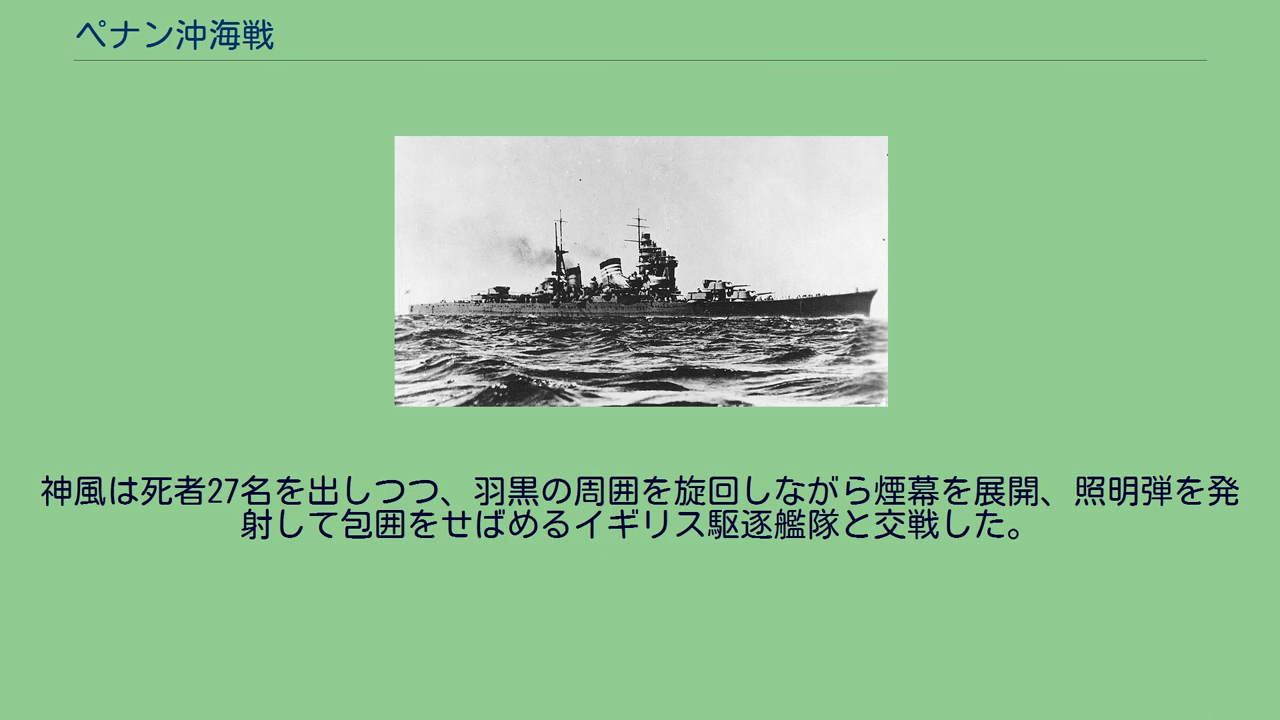 ペナン沖海戦
神風は死者27名を出しつつ、羽黒の周囲を旋回しながら煙幕を展開、照明弾を発
射して包囲をせばめるイギリス駆逐艦隊と交戦した。